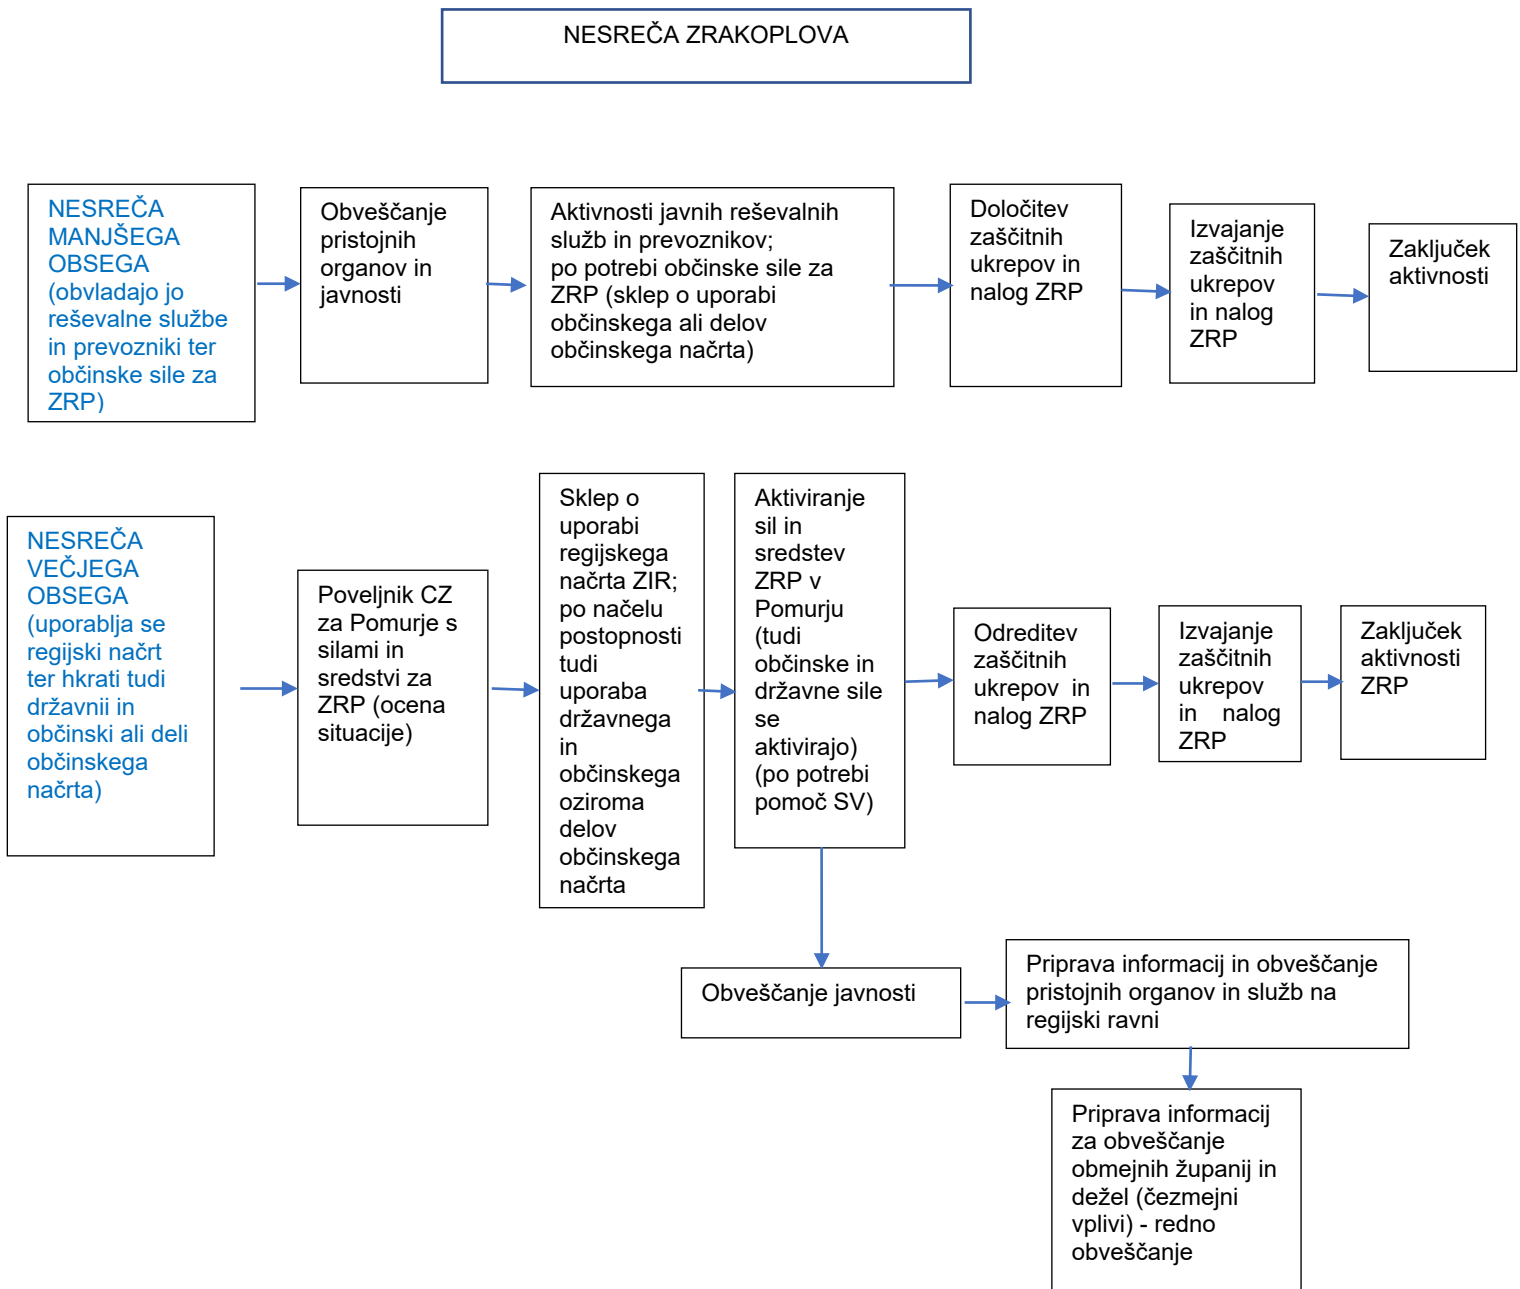 NESREČA ZRAKOPLOVA
NESREČA
MANJŠEGA
OBSEGA
(obvladajo jo
reševalne službe
in prevozniki ter
občinske sile za
ZRP)
Obveščanje
pristojnih
organov in
javnosti
Aktivnosti javnih reševalnih
služb in prevoznikov;
po potrebi občinske sile za
ZRP (sklep o uporabi
občinskega ali delov
občinskega načrta)
Določitev
zaščitnih
ukrepov in
nalog ZRP
Izvajanje
zaščitnih
ukrepov
in nalog
ZRP
Zaključek
aktivnosti
NESREČA
VEČJEGA
OBSEGA
(uporablja se
regijski načrt
ter hkrati tudi
državnii in
občinski ali deli
občinskega
načrta)
Poveljnik CZ
za Pomurje s
silami in
sredstvi za
ZRP (ocena
situacije)
Sklep o
uporabi
regijskega
načrta ZIR;
po načelu
postopnosti
tudi
uporaba
državnega
in
občinskega
oziroma
delov
občinskega
načrta
Aktiviranje
sil in
sredstev
ZRP v
Pomurju
(tudi
občinske in
državne sile
se
aktivirajo)
(po potrebi
pomoč SV)
Odreditev
zaščitnih
ukrepov in
nalog ZRP
Izvajanje
zaščitnih
ukrepov
in nalog
ZRP
Zaključek
aktivnosti
ZRP
Obveščanje javnosti
Priprava informacij in obveščanje
pristojnih organov in služb na
regijski ravni
Priprava informacij
za obveščanje
obmejnih županij in
dežel (čezmejni
vplivi) - redno
obveščanje